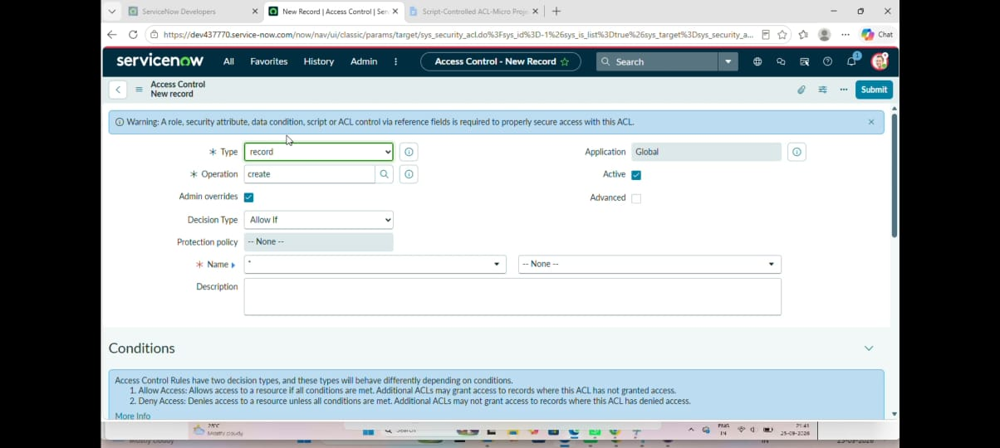 ServiceNow Developers
New Record | Access Control | Ser
Script-Controlled ACL-Micro Proje
https://dev437770.service-now.com/now/nav/ui/classic/params/target/sys_security_acl.do%3Fsys_id%3D-1%26sys_is_list%3Dtrue%26sys_target%3Dsys_security_a...
Chat
servicenow All Favorites History Admin Access Control - New Record Search 1
Access Control
New record
Submit
Warning: A role, security attribute, data condition, script or ACL control via reference fields is required to properly secure access with this ACL.
* Type record Application Global
* Operation create Active
Admin overrides Advanced
Decision Type Allow If
Protection policy -- None --
* Name * -- None --
Description
Conditions
Access Control Rules have two decision types, and these types will behave differently depending on conditions.
1. Allow Access: Allows access to a resource if all conditions are met. Additional ACLs may grant access to records where this ACL has not granted access.
2. Deny Access: Denies access to a resource unless all conditions are met. Additional ACLs may not grant access to records where this ACL has denied access.
More Info
Mostly cloudy
ENG
IN
21:41
25-09-2026